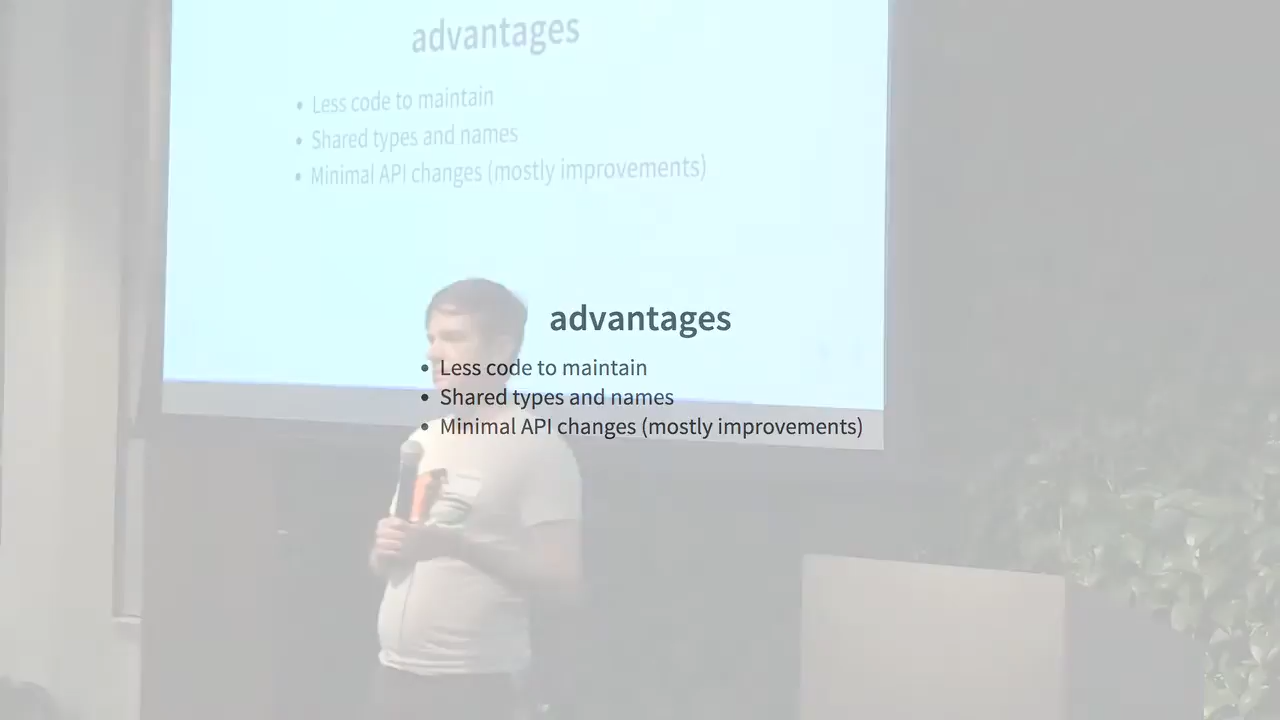 advantages
• Less code to maintain
• Shared types and names
• Minimal API changes (mostly improvements)
advantages
• Less code to maintain
• Shared types and names
• Minimal API changes (mostly improvements)